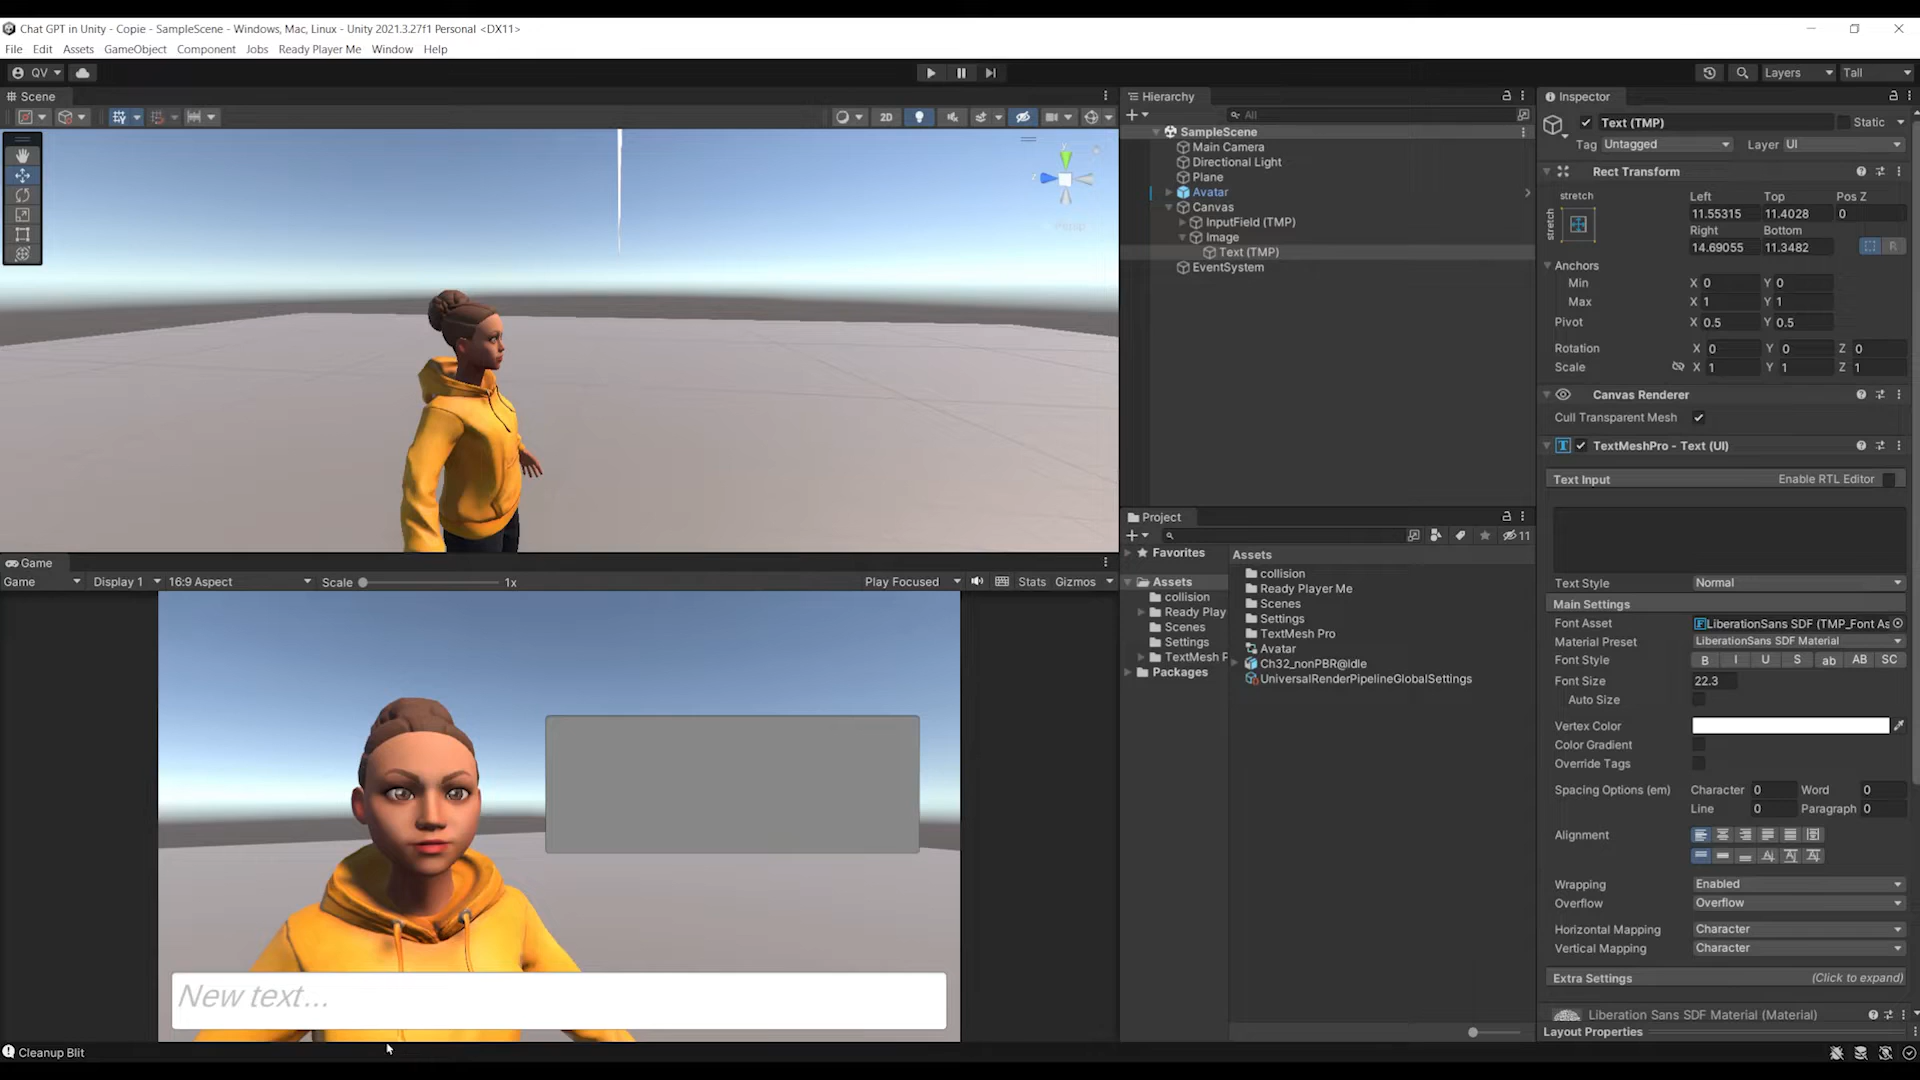 Chat GPT in Unity - Copie - SampleScene - Windows, Mac, Linux - Unity 2021.3.27f1 Personal <DX11>
File Edit Assets GameObject Component Jobs Ready Player Me Window Help
QV Layers Tall
Scene
2D
Persp
Game
Game Display 1 16:9 Aspect Scale 1x Play Focused Stats Gizmos
New text...
Cleanup Blit
Hierarchy
All
SampleScene
Main Camera
Directional Light
Plane
Avatar
Canvas
InputField (TMP)
Image
Text (TMP)
EventSystem
Project
11
Favorites
Assets
collision
Ready Play
Scenes
Settings
TextMesh P
Packages
Assets
collision
Ready Player Me
Scenes
Settings
TextMesh Pro
Avatar
Ch32_nonPBR@Idle
UniversalRenderPipelineGlobalSettings
Inspector
Text (TMP) Static
Tag Untagged Layer UI
Rect Transform
stretch Left Top Pos Z
stretch 11.55315 11.4028 0
Right Bottom
14.69055 11.3482 R
Anchors
Min X 0 Y 0
Max X 1 Y 1
Pivot X 0.5 Y 0.5
Rotation X 0 Y 0 Z 0
Scale X 1 Y 1 Z 1
Canvas Renderer
Cull Transparent Mesh
TextMeshPro - Text (UI)
Text Input Enable RTL Editor
Text Style Normal
Main Settings
Font Asset LiberationSans SDF (TMP_Font As
Material Preset LiberationSans SDF Material
Font Style B I U S ab AB SC
Font Size 22.3
Auto Size
Vertex Color
Color Gradient
Override Tags
Spacing Options (em) Character 0 Word 0
Line 0 Paragraph 0
Alignment
Wrapping Enabled
Overflow Overflow
Horizontal Mapping Character
Vertical Mapping Character
Extra Settings (Click to expand)
Liberation Sans SDF Material (Material)
Layout Properties